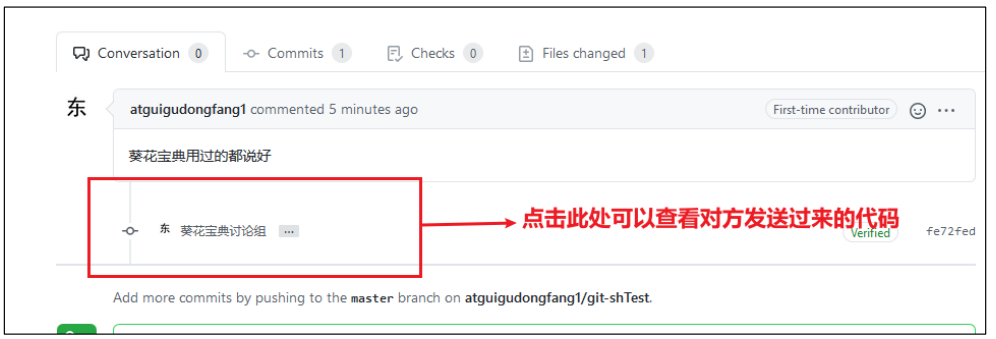 Conversation 0 Commits 1 Checks 0 Files changed 1
东 atguigudongfang1 commented 5 minutes ago First-time contributor
葵花宝典用过的都说好
点击此处可以查看对方发送过来的代码
东 葵花宝典讨论组 ... Verified fe72fed
Add more commits by pushing to the master branch on atguigudongfang1/git-shTest.